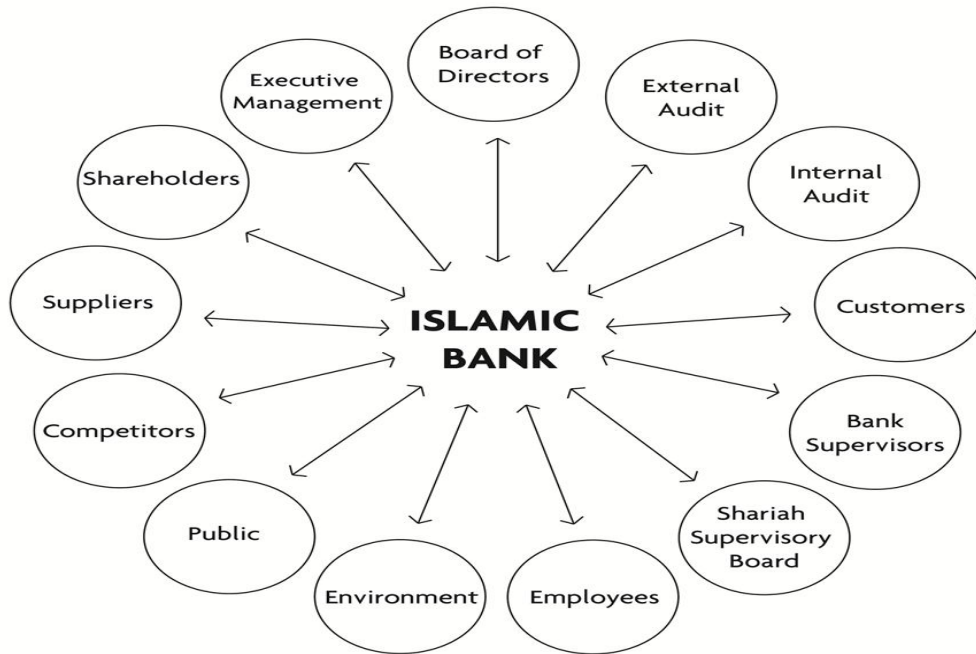 Board of
Directors
External
Audit
Internal
Audit
Customers
Bank
Supervisors
Shariah
Supervisory
Board
Employees
Environment
Public
Competitors
Suppliers
Shareholders
Executive
Management
ISLAMIC
BANK